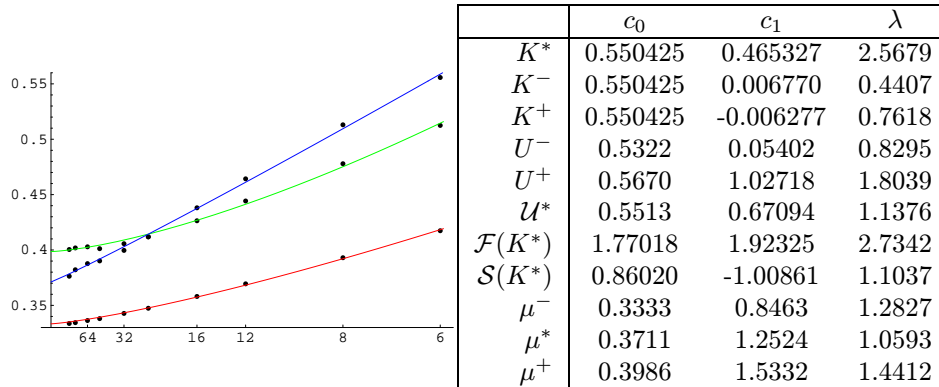 0.55
0.5
0.45
0.4
0.35
64 32 16 12 8 6
c₀ c₁ λ
K* 0.550425 0.465327 2.5679
K⁻ 0.550425 0.006770 0.4407
K⁺ 0.550425 -0.006277 0.7618
U⁻ 0.5322 0.05402 0.8295
U⁺ 0.5670 1.02718 1.8039
𝒰* 0.5513 0.67094 1.1376
ℱ(K*) 1.77018 1.92325 2.7342
𝒮(K*) 0.86020 -1.00861 1.1037
μ⁻ 0.3333 0.8463 1.2827
μ* 0.3711 1.2524 1.0593
μ⁺ 0.3986 1.5332 1.4412